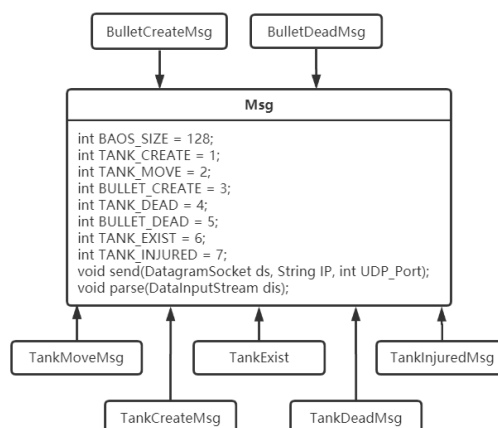 BulletCreateMsg
BulletDeadMsg
Msg
int BAOS_SIZE = 128;
int TANK_CREATE = 1;
int TANK_MOVE = 2;
int BULLET_CREATE = 3;
int TANK_DEAD = 4;
int BULLET_DEAD = 5;
int TANK_EXIST = 6;
int TANK_INJURED = 7;
void send(DatagramSocket ds, String IP, int UDP_Port);
void parse(DataInputStream dis);
TankMoveMsg
TankExist
TankInjuredMsg
TankCreateMsg
TankDeadMsg